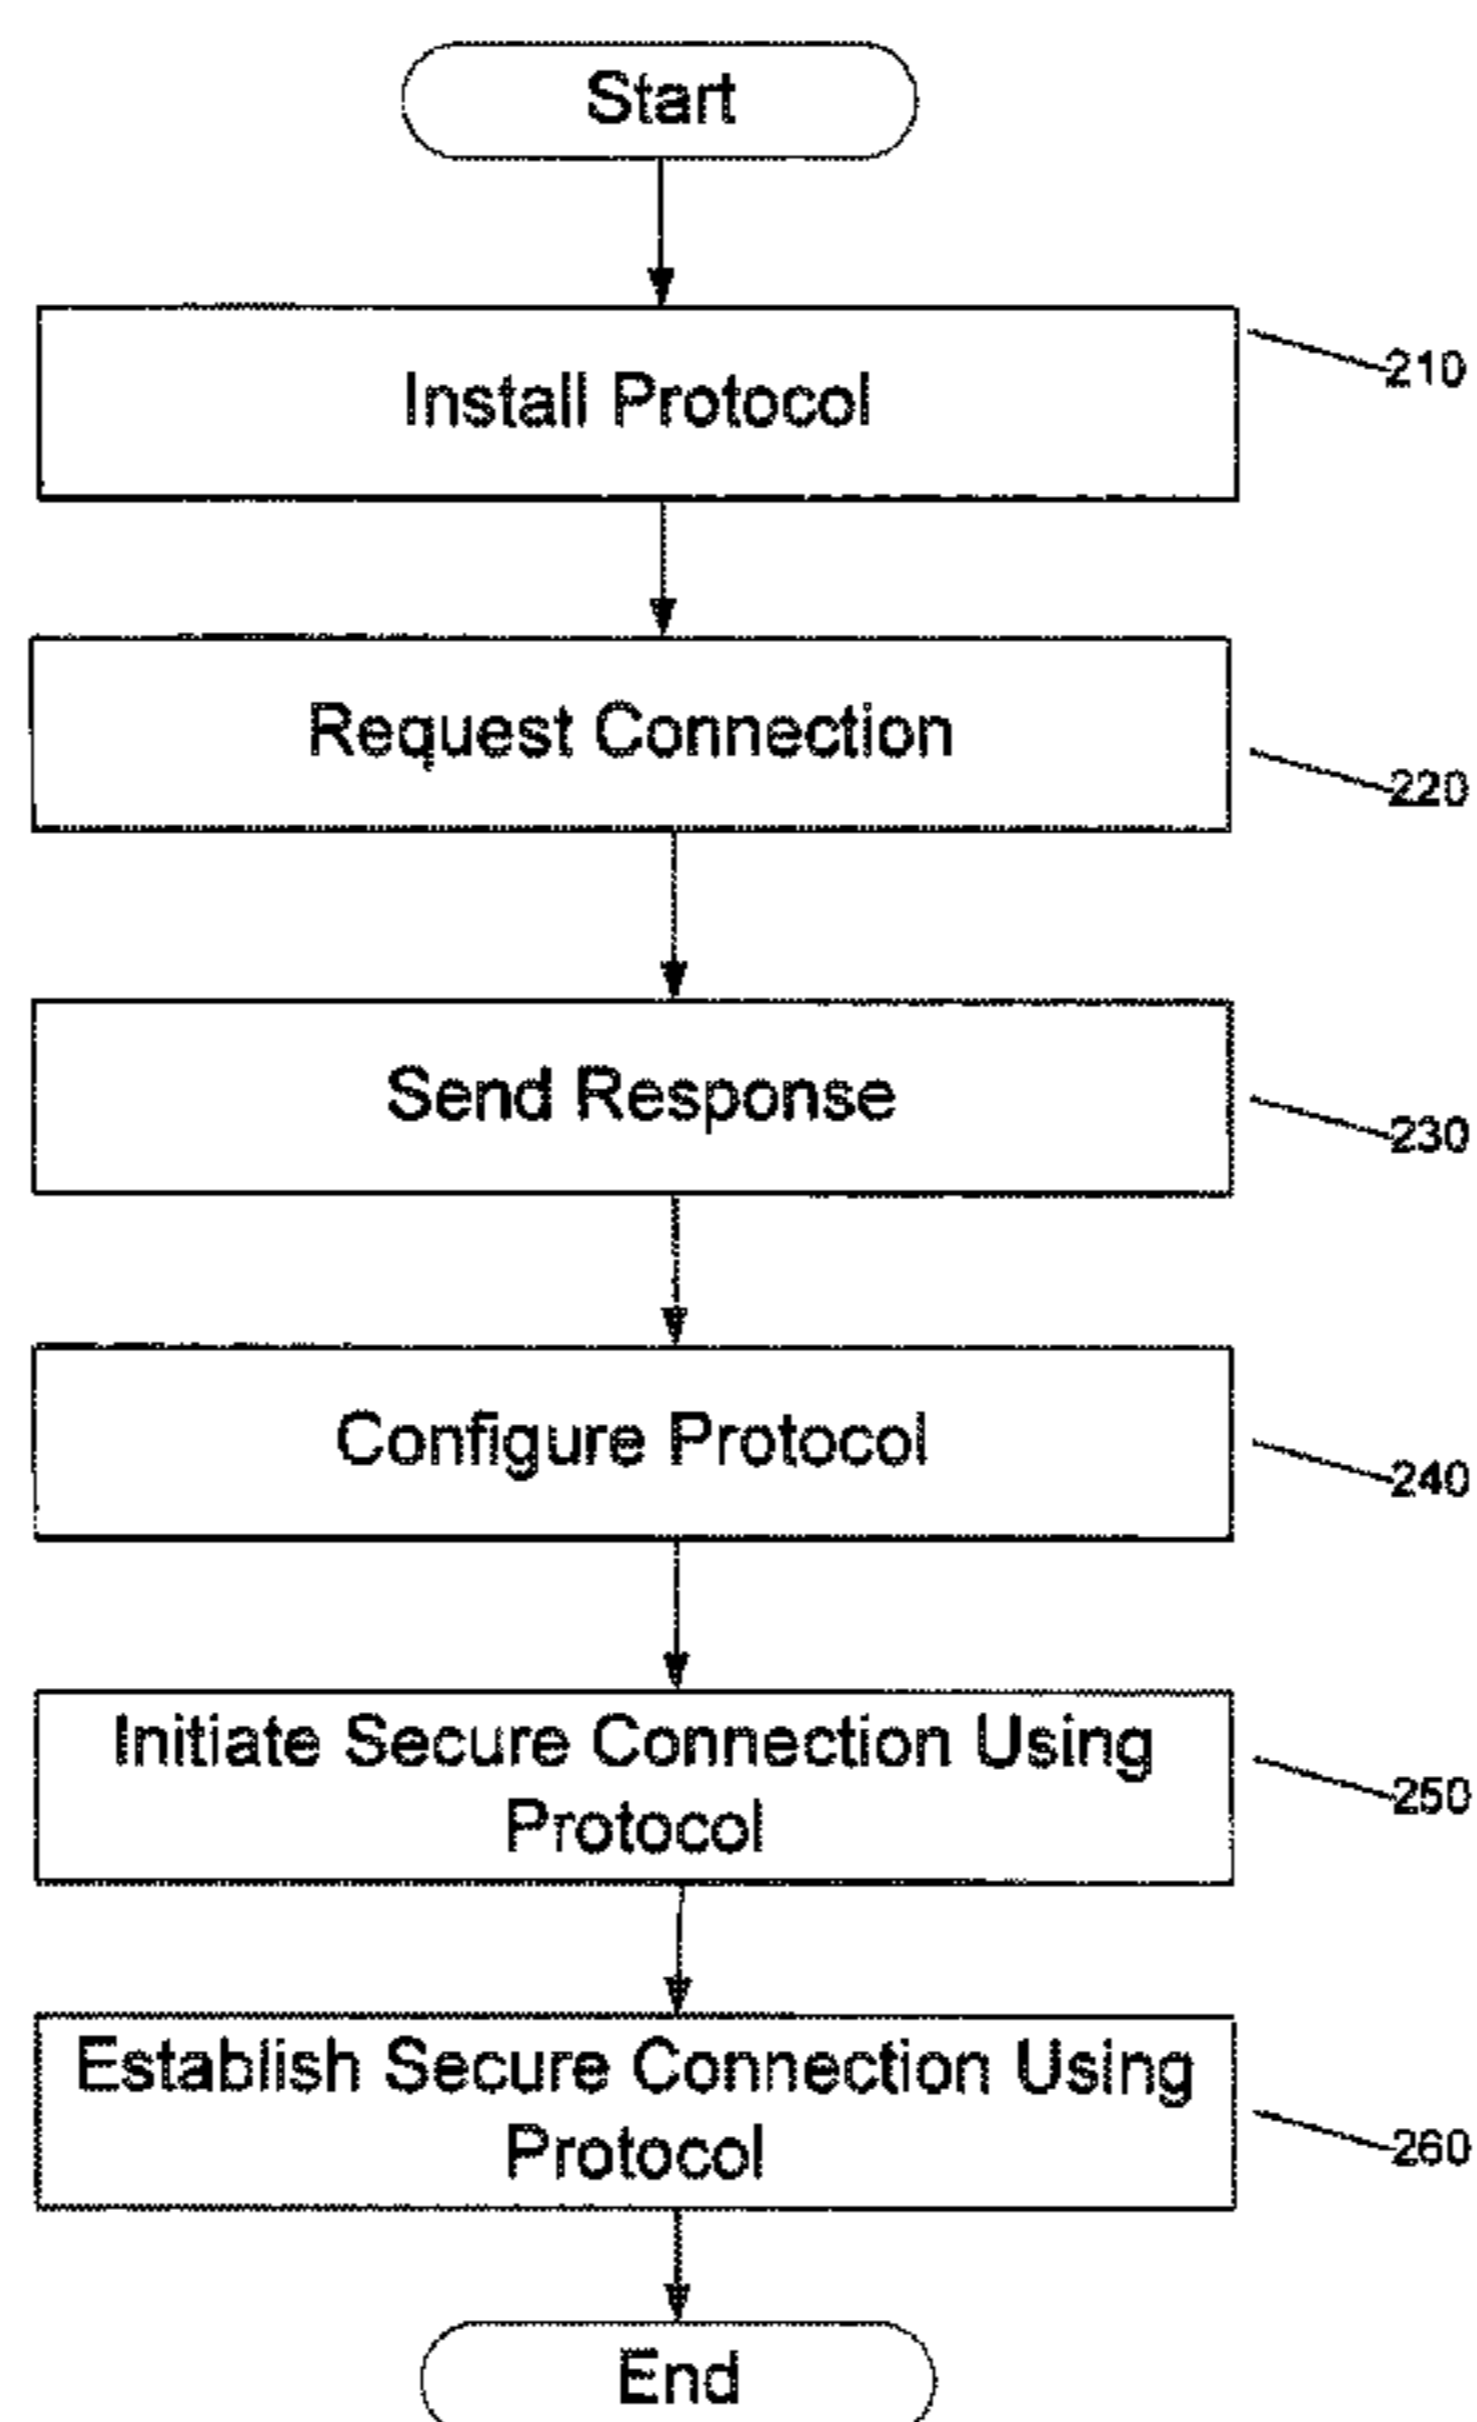 Start
Install Protocol
210
Request Connection
220
Send Response
230
Configure Protocol
240
Initiate Secure Connection Using
Protocol
250
Establish Secure Connection Using
Protocol
260
End